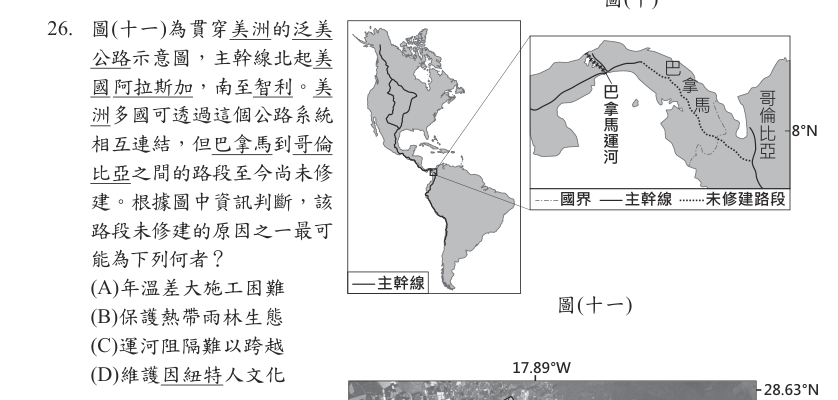 圖(十)
26. 圖(十一)為貫穿美洲的泛美
公路示意圖,主幹線北起美
國阿拉斯加,南至智利。美
洲多國可透過這個公路系統
相互連結,但巴拿馬到哥倫
比亞之間的路段至今尚未修
建。根據圖中資訊判斷,該
路段未修建的原因之一最可
能為下列何者?
(A)年溫差大施工困難
(B)保護熱帶雨林生態
(C)運河阻隔難以跨越
(D)維護因紐特人文化
主幹線
巴拿馬
巴拿馬運河
哥倫比亞
8°N
國界 主幹線 未修建路段
圖(十一)
17.89°W
28.63°N